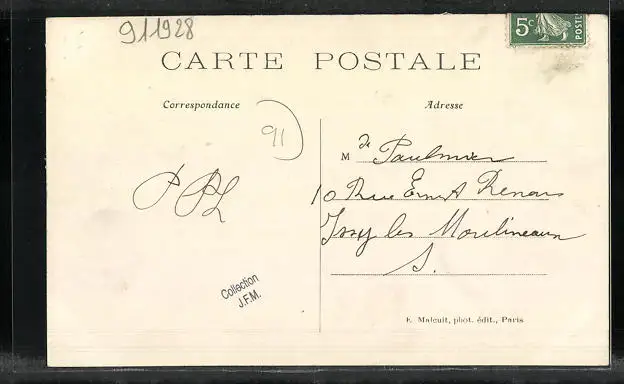 911928
5c
POSTES
CARTE POSTALE
Correspondance
Adresse
91
M de Paulmier
10 Rue Ernest Renan
Issy les Moulineaux
S.
P PL
Collection
J.F.M.
E. Malcuit, phot. édit., Paris